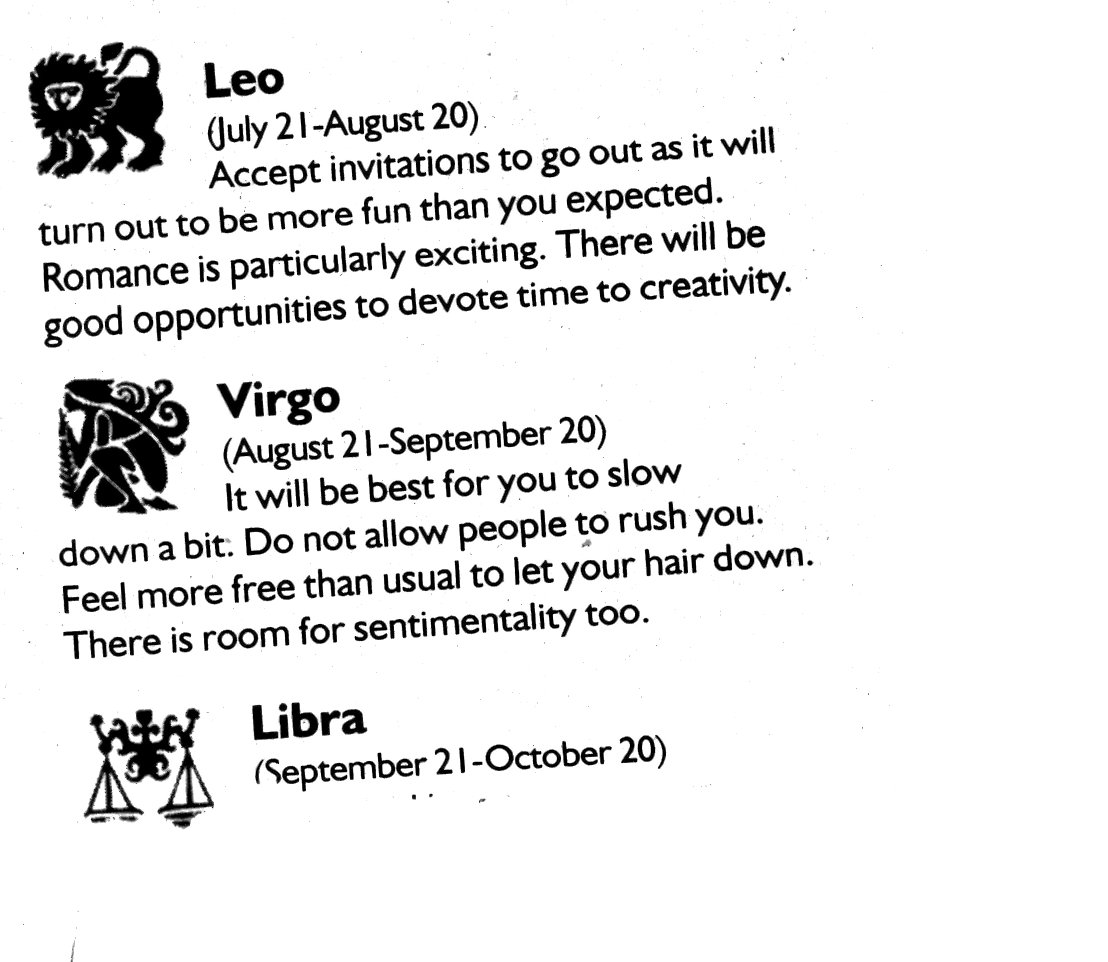 Leo
(July 21-August 20)
Accept invitations to go out as it will
turn out to be more fun than you expected.
Romance is particularly exciting. There will be
good opportunities to devote time to creativity.
Virgo
(August 21-September 20)
It will be best for you to slow
down a bit. Do not allow people to rush you.
Feel more free than usual to let your hair down.
There is room for sentimentality too.
Libra
(September 21-October 20)